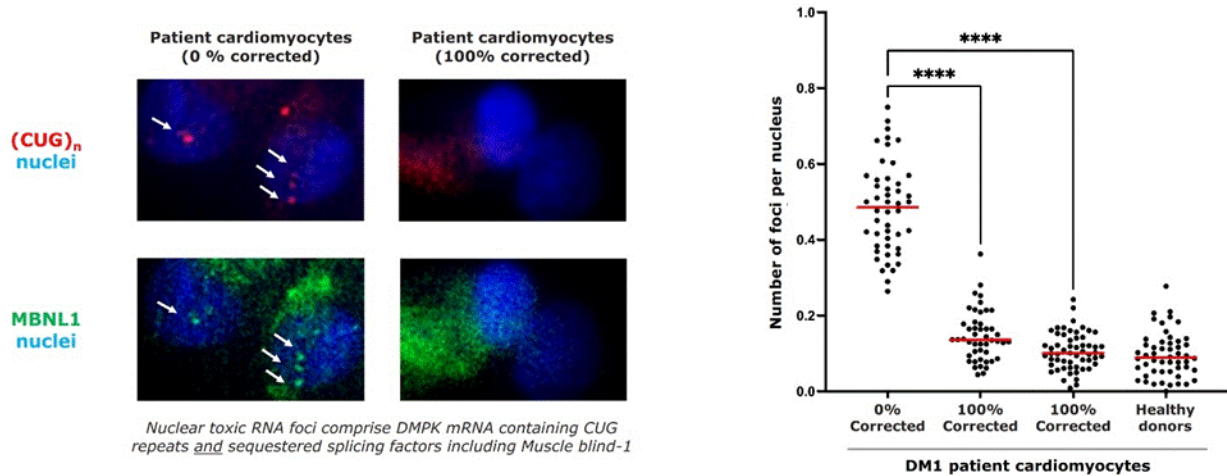 Patient cardiomyocytes
(0 % corrected)
Patient cardiomyocytes
(100% corrected)
(CUG)n
nuclei
MBNL1
nuclei
Nuclear toxic RNA foci comprise DMPK mRNA containing CUG
repeats and sequestered splicing factors including Muscle blind-1
Number of foci per nucleus
1.0
0.8
0.6
0.4
0.2
0.0
****
****
0%
Corrected
100%
Corrected
100%
Corrected
Healthy
donors
DM1 patient cardiomyocytes